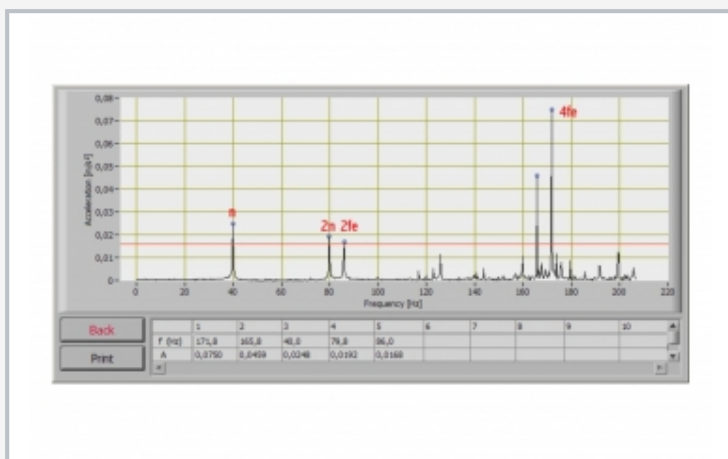 0,08
0,07
4fe
0,06
0,05
0,04
0,03
n
2n 2fe
0,02
0,01
0
Acceleration [m/s²]
0 20 40 60 80 100 120 140 160 180 200 220
Frequency [Hz]
Back
Print
1 2 3 4 5 6 7 8 9 10
f (Hz) 171,8 165,8 40,0 79,8 86,0
A 0,0750 0,0459 0,0248 0,0192 0,0168